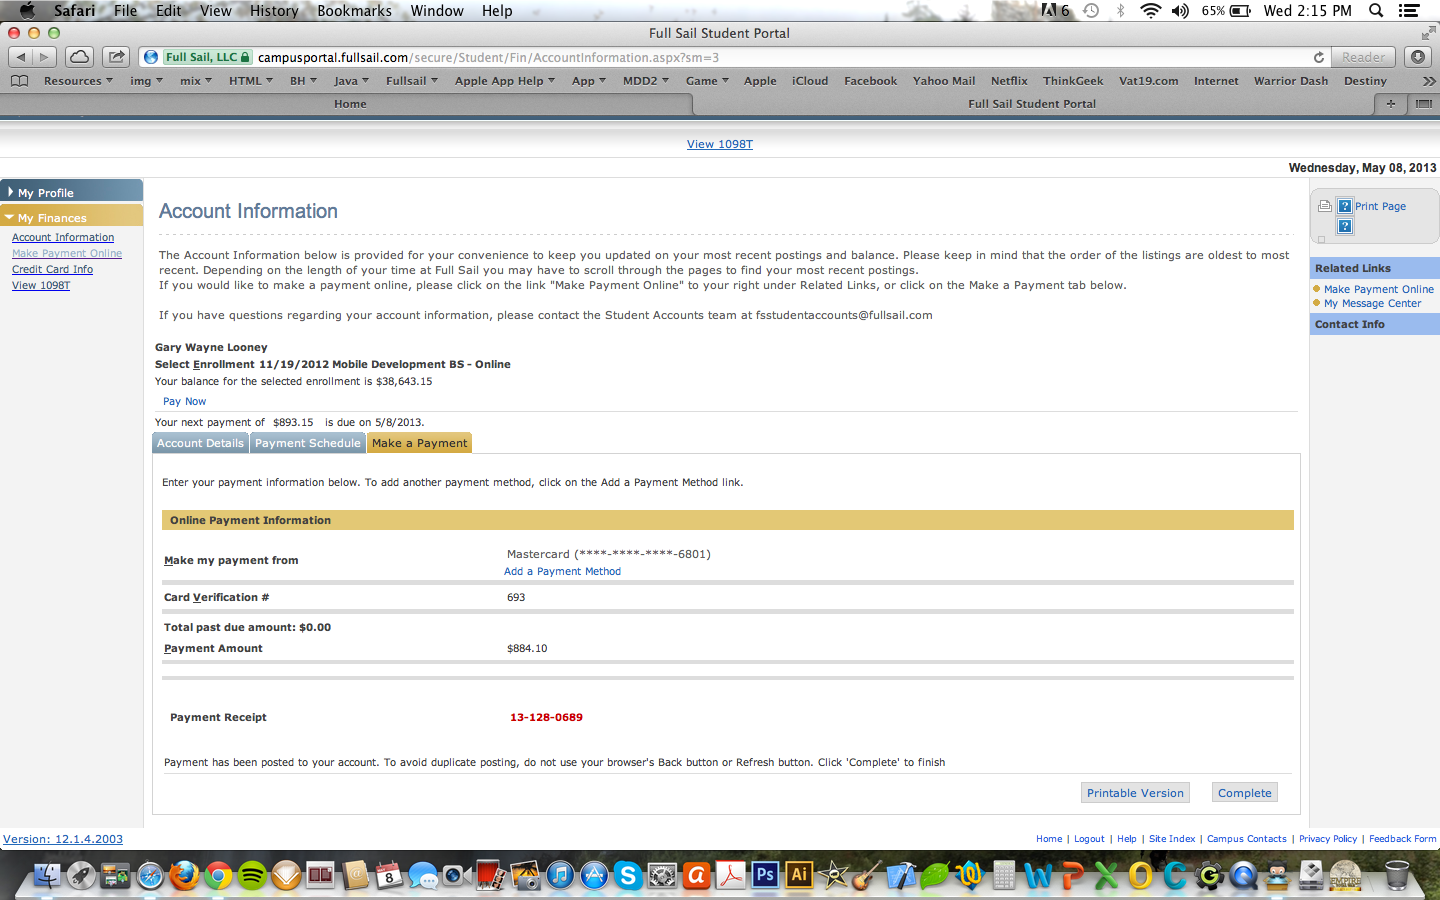 Safari File Edit View History Bookmarks Window Help 6 65% Wed 2:15 PM
Full Sail Student Portal
Full Sail, LLC campusportal.fullsail.com/secure/Student/Fin/AccountInformation.aspx?sm=3 Reader
Resources img mix HTML BH Java Fullsail Apple App Help App MDD2 Game Apple iCloud Facebook Yahoo Mail Netflix ThinkGeek Vat19.com Internet Warrior Dash Destiny
Home Full Sail Student Portal
View 1098T
Wednesday, May 08, 2013
My Profile
My Finances
Account Information
Make Payment Online
Credit Card Info
View 1098T
Account Information
The Account Information below is provided for your convenience to keep you updated on your most recent postings and balance. Please keep in mind that the order of the listings are oldest to most
recent. Depending on the length of your time at Full Sail you may have to scroll through the pages to find your most recent postings.
If you would like to make a payment online, please click on the link "Make Payment Online" to your right under Related Links, or click on the Make a Payment tab below.
If you have questions regarding your account information, please contact the Student Accounts team at fsstudentaccounts@fullsail.com
Gary Wayne Looney
Select Enrollment 11/19/2012 Mobile Development BS - Online
Your balance for the selected enrollment is $38,643.15
Pay Now
Your next payment of $893.15 is due on 5/8/2013.
Account Details Payment Schedule Make a Payment
Enter your payment information below. To add another payment method, click on the Add a Payment Method link.
Online Payment Information
Make my payment from Mastercard (****-****-****-6801)
Add a Payment Method
Card Verification # 693
Total past due amount: $0.00
Payment Amount $884.10
Payment Receipt 13-128-0689
Payment has been posted to your account. To avoid duplicate posting, do not use your browser's Back button or Refresh button. Click 'Complete' to finish
Printable Version Complete
? Print Page
?
Related Links
Make Payment Online
My Message Center
Contact Info
Version: 12.1.4.2003
Home | Logout | Help | Site Index | Campus Contacts | Privacy Policy | Feedback Form
8 Ps Ai EMPIRE